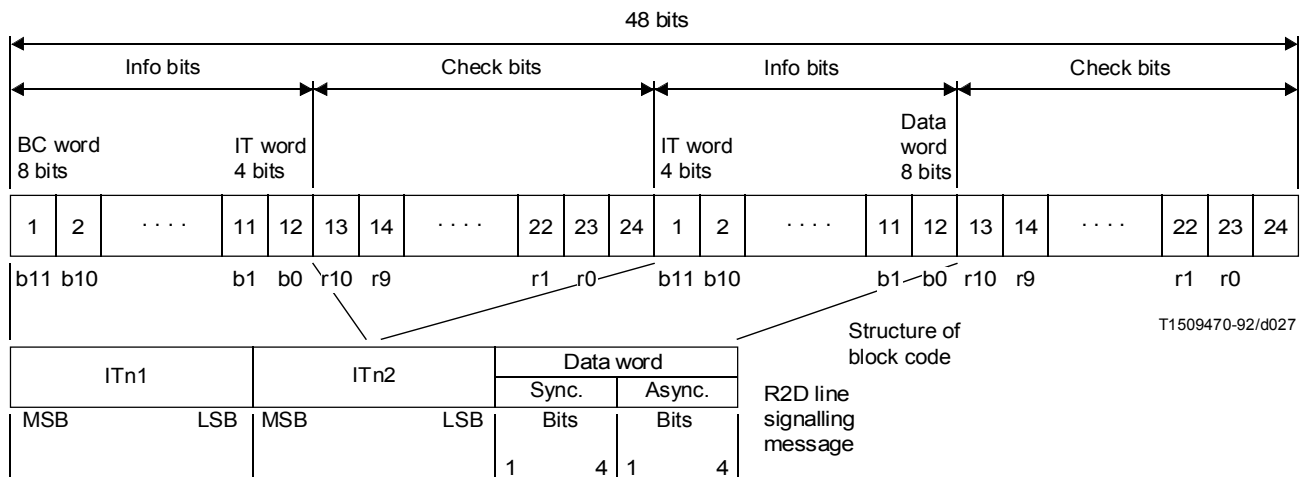 48 bits
Info bits Check bits Info bits Check bits
BC word 8 bits
IT word 4 bits
IT word 4 bits
Data word 8 bits
1 2 . . . . 11 12 13 14 . . . . 22 23 24 1 2 . . . . 11 12 13 14 . . . . 22 23 24
b11 b10 b1 b0 r10 r9 r1 r0 b11 b10 b1 b0 r10 r9 r1 r0
T1509470-92/d027
Structure of block code
ITn1 ITn2 Data word
Sync. Async.
MSB LSB MSB LSB Bits Bits
1 4 1 4
R2D line signalling message